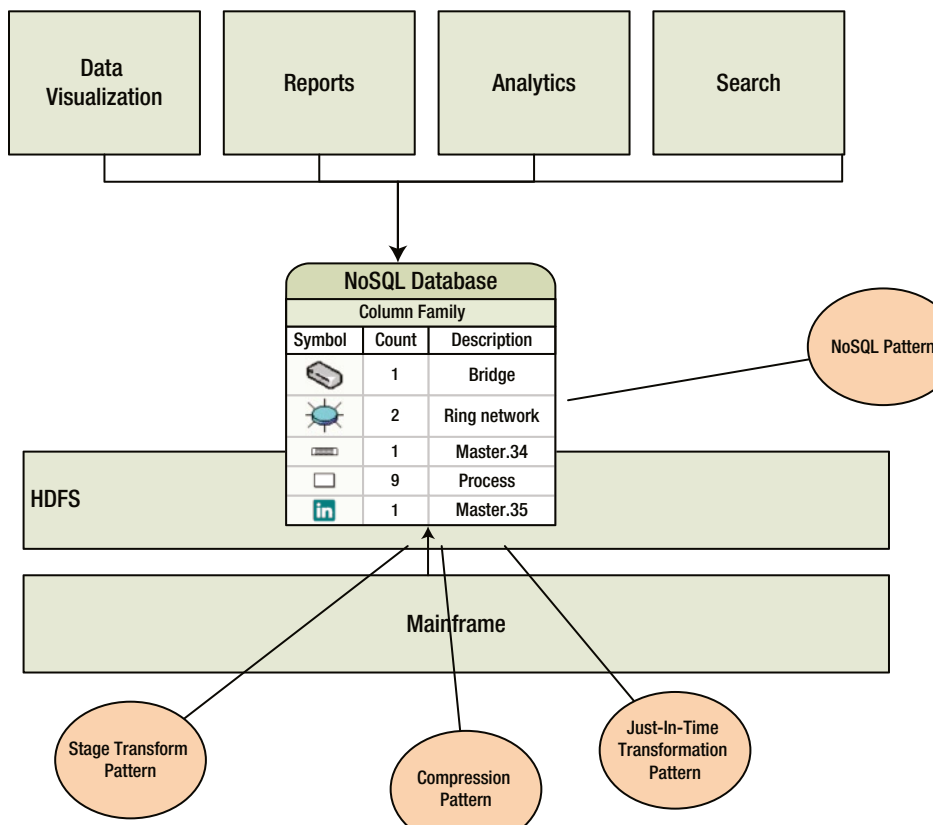 Data
Visualization
Reports
Analytics
Search
NoSQL Database
Column Family
Symbol Count Description
1 Bridge
2 Ring network
1 Master.34
9 Process
in 1 Master.35
NoSQL Pattern
HDFS
Mainframe
Stage Transform
Pattern
Compression
Pattern
Just-In-Time
Transformation
Pattern